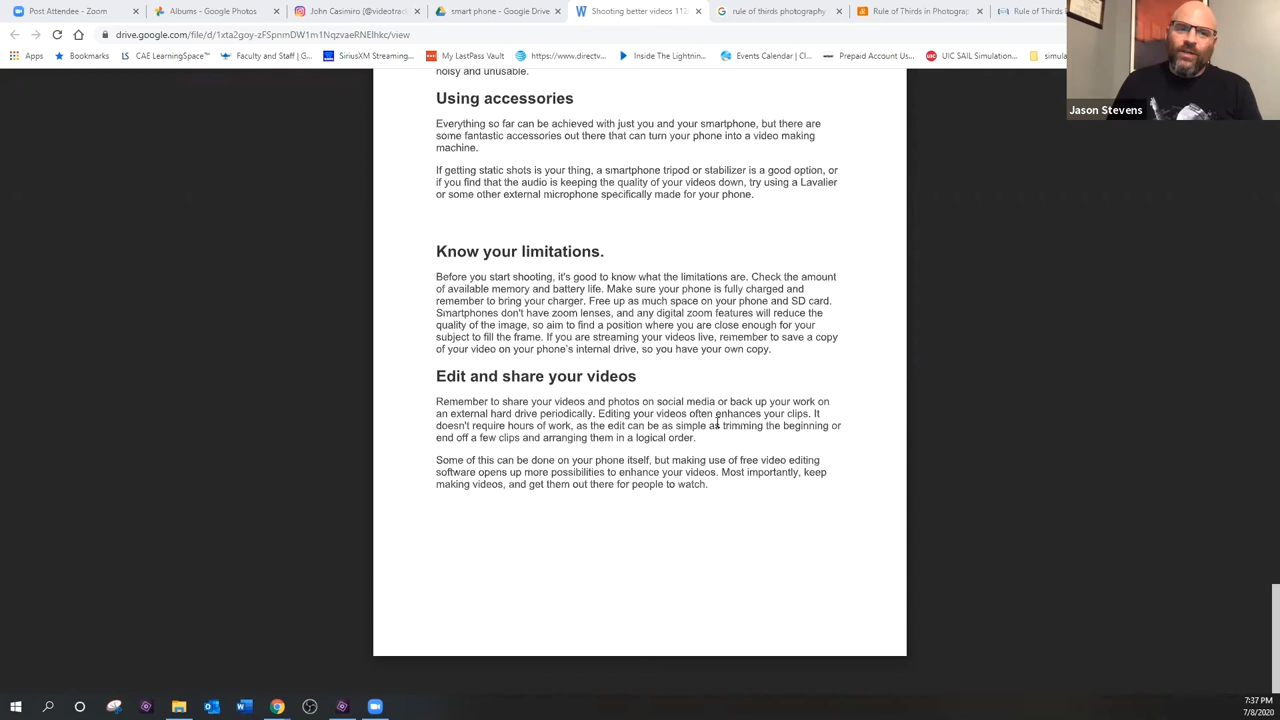 Post Attendee - Zoom
Albums - Google Photos
John Casimiro (@videotra
smart phone - Google Drive
Shooting better videos 112
rule of thirds photography
Rule of Thirds in Photograp
Rule of Thirds
drive.google.com/file/d/1xta2goy-zFSpnmDW1m1NqzvaeRNEIhkc/view
Apps
Bookmarks
CAE LearningSpace™
Faculty and Staff | G...
SiriusXM Streaming...
My LastPass Vault
https://www.directv...
Inside The Lightnin...
Events Calendar | Cl...
Prepaid Account Us...
UIC SAIL Simulation...
simula
Jason Stevens
noisy and unusable.
Using accessories
Everything so far can be achieved with just you and your smartphone, but there are
some fantastic accessories out there that can turn your phone into a video making
machine.
If getting static shots is your thing, a smartphone tripod or stabilizer is a good option, or
if you find that the audio is keeping the quality of your videos down, try using a Lavalier
or some other external microphone specifically made for your phone.
Know your limitations.
Before you start shooting, it's good to know what the limitations are. Check the amount
of available memory and battery life. Make sure your phone is fully charged and
remember to bring your charger. Free up as much space on your phone and SD card.
Smartphones don't have zoom lenses, and any digital zoom features will reduce the
quality of the image, so aim to find a position where you are close enough for your
subject to fill the frame. If you are streaming your videos live, remember to save a copy
of your video on your phone's internal drive, so you have your own copy.
Edit and share your videos
Remember to share your videos and photos on social media or back up your work on
an external hard drive periodically. Editing your videos often enhances your clips. It
doesn't require hours of work, as the edit can be as simple as trimming the beginning or
end off a few clips and arranging them in a logical order.
Some of this can be done on your phone itself, but making use of free video editing
software opens up more possibilities to enhance your videos. Most importantly, keep
making videos, and get them out there for people to watch.
7:37 PM
7/8/2020